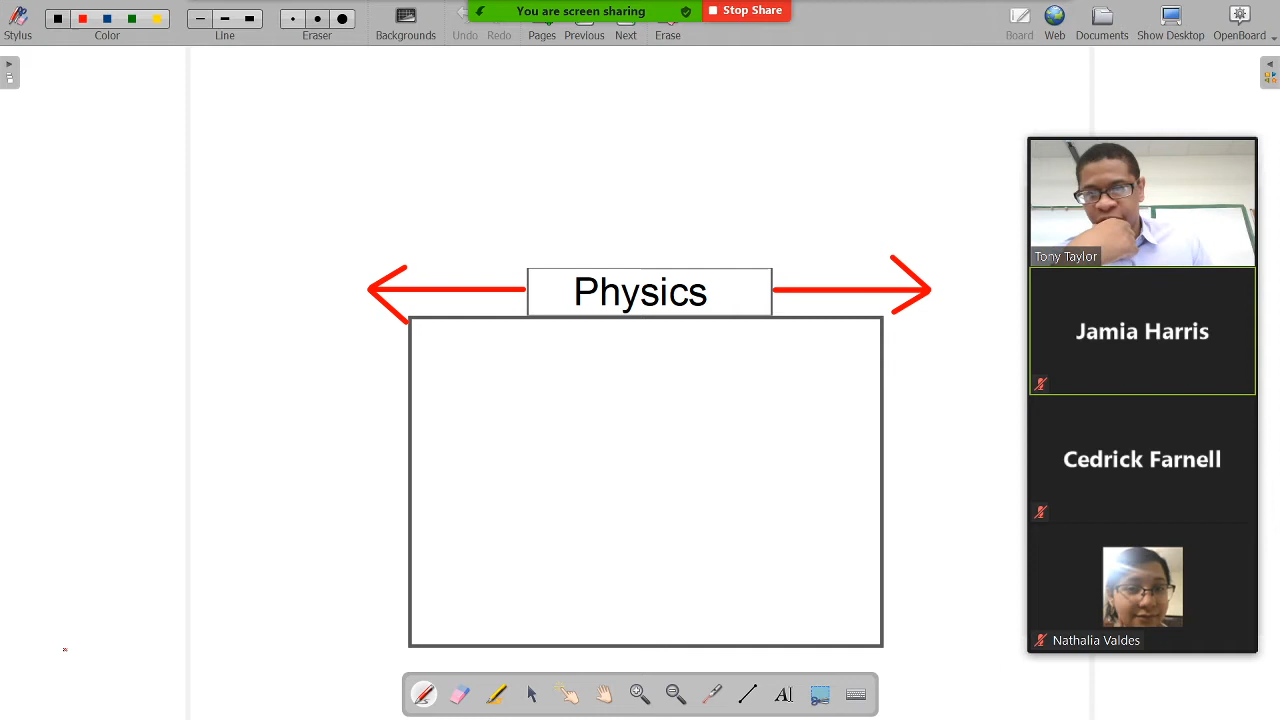 You are screen sharing
Stop Share
Stylus
Color
Line
Eraser
Backgrounds
Undo
Redo
Pages
Previous
Next
Erase
Board
Web
Documents
Show Desktop
OpenBoard
Physics
Tony Taylor
Jamia Harris
Cedrick Farnell
Nathalia Valdes
AI